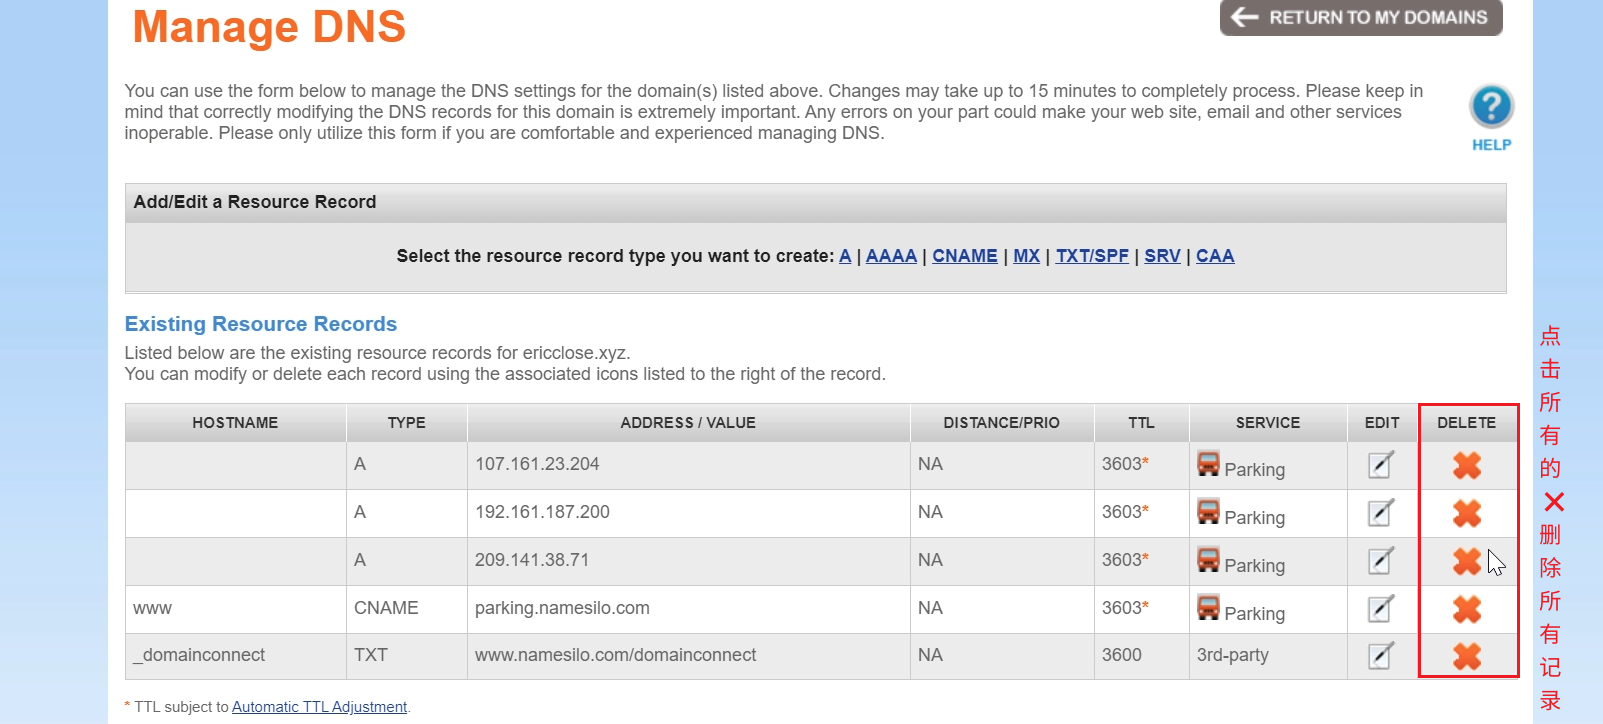 Manage DNS
RETURN TO MY DOMAINS
You can use the form below to manage the DNS settings for the domain(s) listed above. Changes may take up to 15 minutes to completely process. Please keep in
mind that correctly modifying the DNS records for this domain is extremely important. Any errors on your part could make your web site, email and other services
inoperable. Please only utilize this form if you are comfortable and experienced managing DNS.
?
HELP
Add/Edit a Resource Record
Select the resource record type you want to create: A | AAAA | CNAME | MX | TXT/SPF | SRV | CAA
Existing Resource Records
Listed below are the existing resource records for ericclose.xyz.
You can modify or delete each record using the associated icons listed to the right of the record.
HOSTNAME TYPE ADDRESS / VALUE DISTANCE/PRIO TTL SERVICE EDIT DELETE
A 107.161.23.204 NA 3603* Parking
A 192.161.187.200 NA 3603* Parking
A 209.141.38.71 NA 3603* Parking
www CNAME parking.namesilo.com NA 3603* Parking
_domainconnect TXT www.namesilo.com/domainconnect NA 3600 3rd-party
* TTL subject to Automatic TTL Adjustment.
点击所有的×删除所有记录